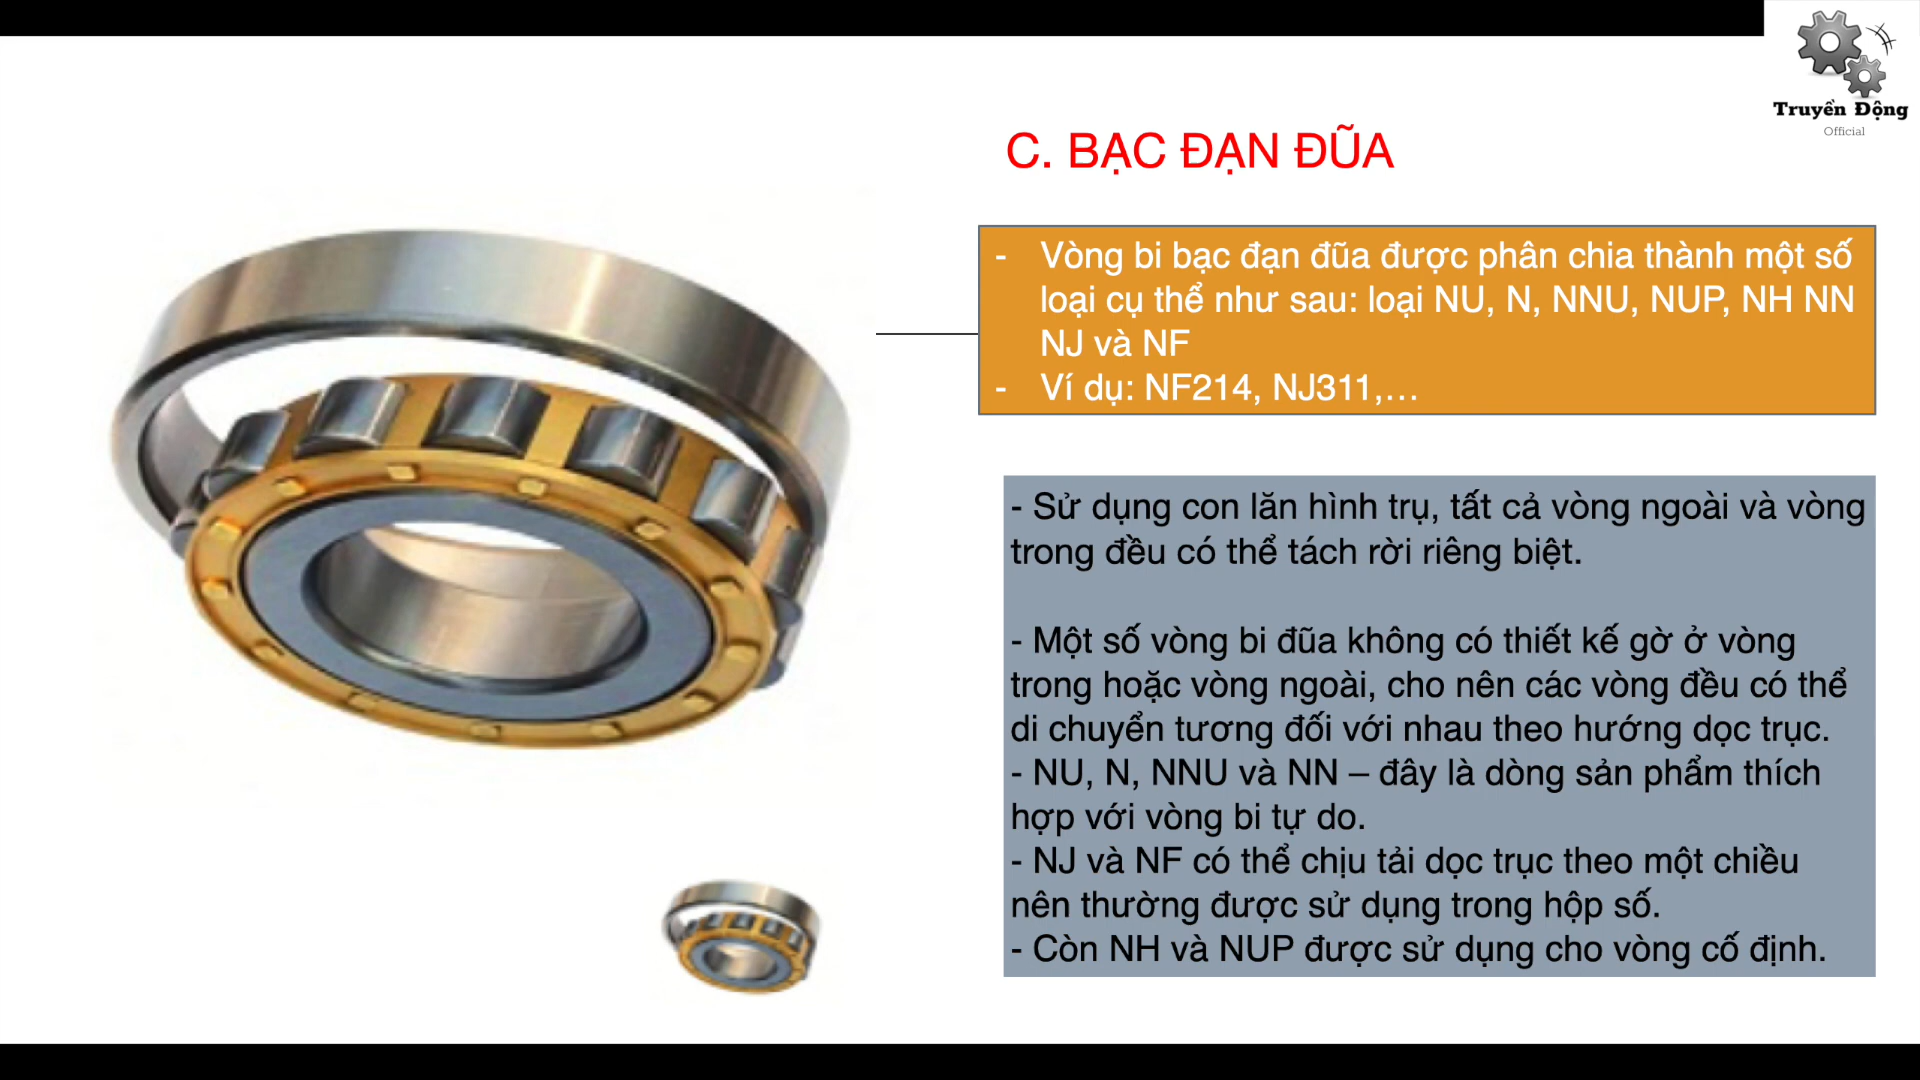 Truyền Động
Official
C. BẠC ĐẠN ĐŨA
- Vòng bi bạc đạn đũa được phân chia thành một số
loại cụ thể như sau: loại NU, N, NNU, NUP, NH NN
NJ và NF
- Ví dụ: NF214, NJ311,…
- Sử dụng con lăn hình trụ, tất cả vòng ngoài và vòng
trong đều có thể tách rời riêng biệt.
- Một số vòng bi đũa không có thiết kế gờ ở vòng
trong hoặc vòng ngoài, cho nên các vòng đều có thể
di chuyển tương đối với nhau theo hướng dọc trục.
- NU, N, NNU và NN – đây là dòng sản phẩm thích
hợp với vòng bi tự do.
- NJ và NF có thể chịu tải dọc trục theo một chiều
nên thường được sử dụng trong hộp số.
- Còn NH và NUP được sử dụng cho vòng cố định.